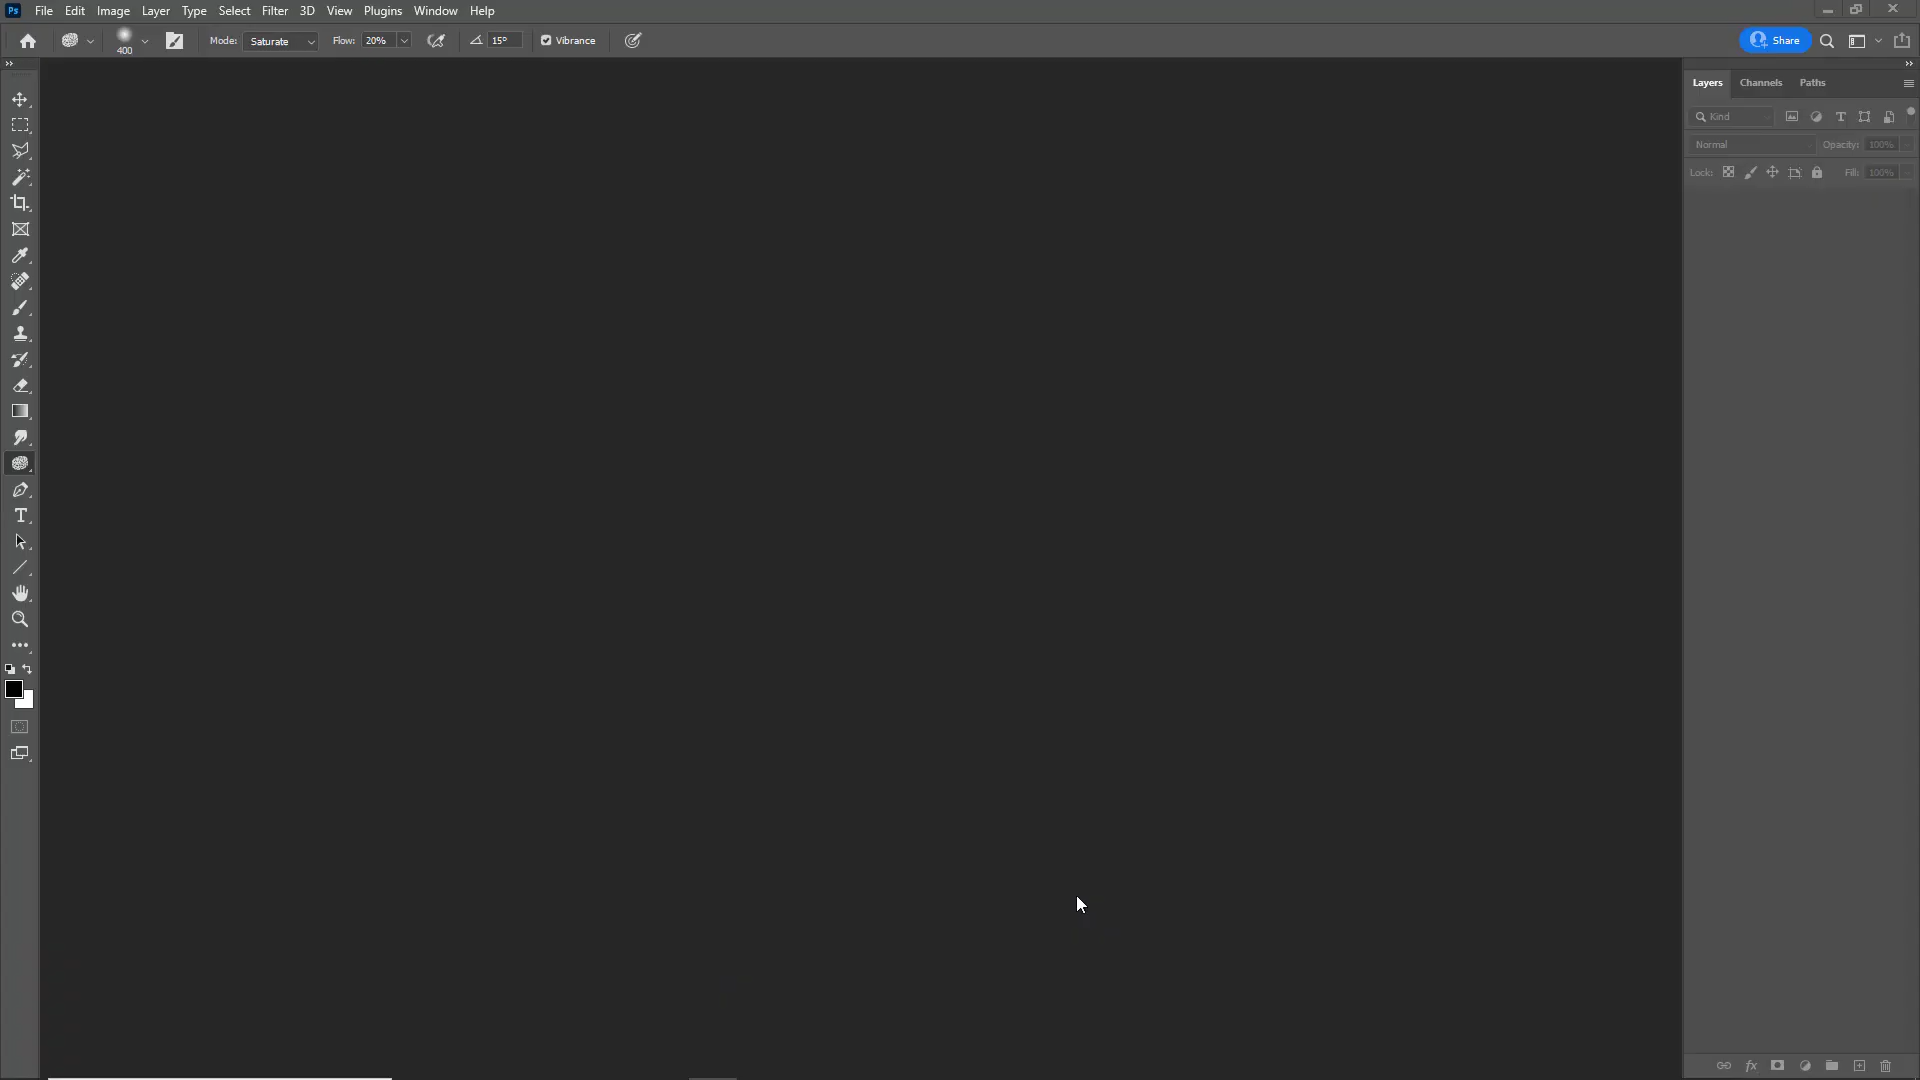 Ps File Edit Image Layer Type Select Filter 3D View Plugins Window Help
400 Mode: Saturate Flow: 20% 15° Vibrance Share
Layers Channels Paths
Kind
Normal Opacity: 100%
Lock: Fill: 100%
T
fx